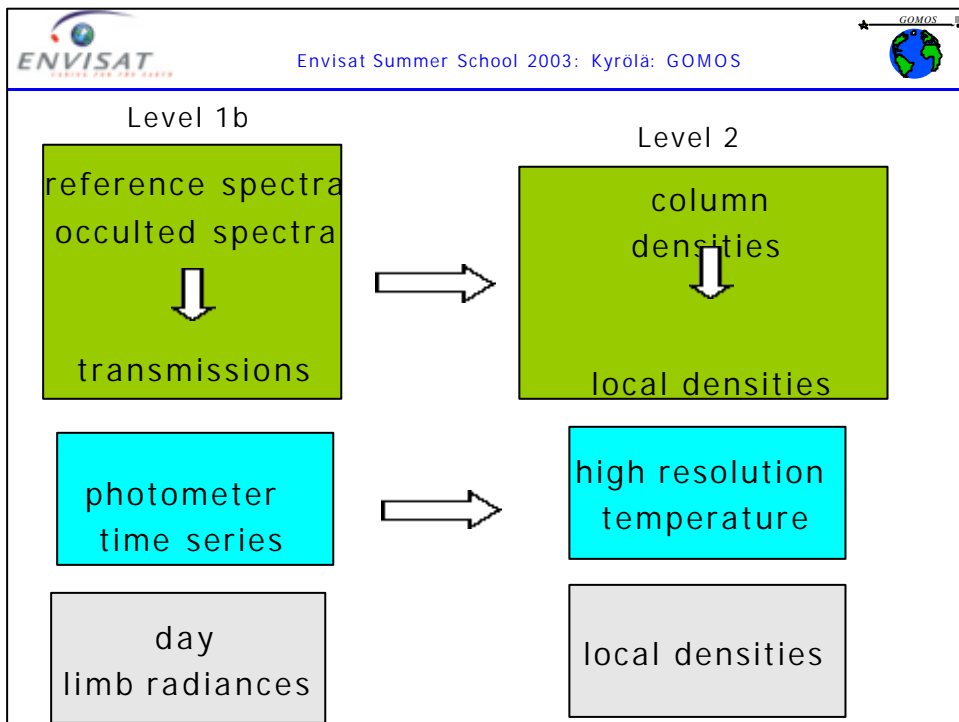 ENVISAT
CARING FOR THE EARTH
Envisat Summer School 2003: Kyrölä: GOMOS
GOMOS
Level 1b
reference spectra
occulted spectra
transmissions
Level 2
column
densities
local densities
photometer
time series
high resolution
temperature
day
limb radiances
local densities